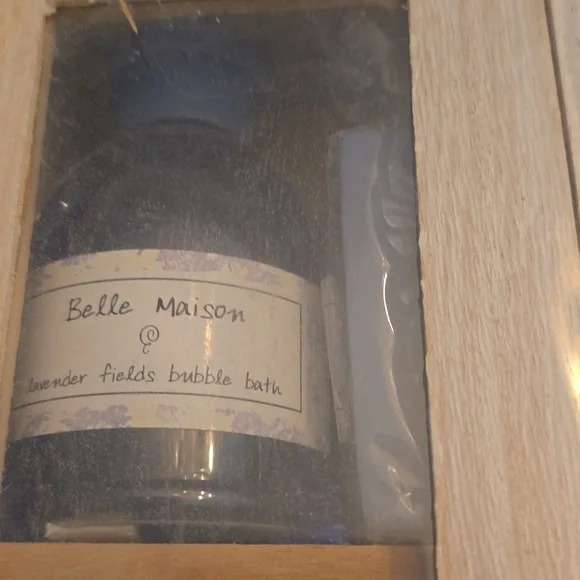 Belle Maison
lavender fields bubble bath